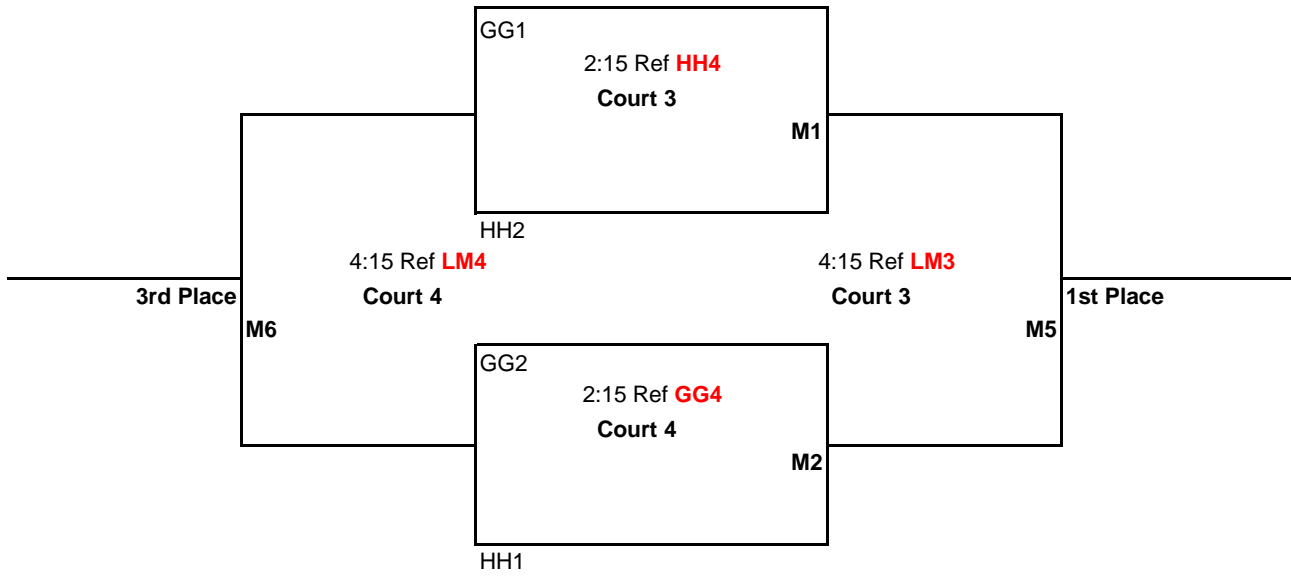 GG1
2:15 Ref HH4
Court 3
M1
HH2
4:15 Ref LM4
4:15 Ref LM3
3rd Place
Court 4
Court 3
1st Place
M6
M5
GG2
2:15 Ref GG4
Court 4
M2
HH1